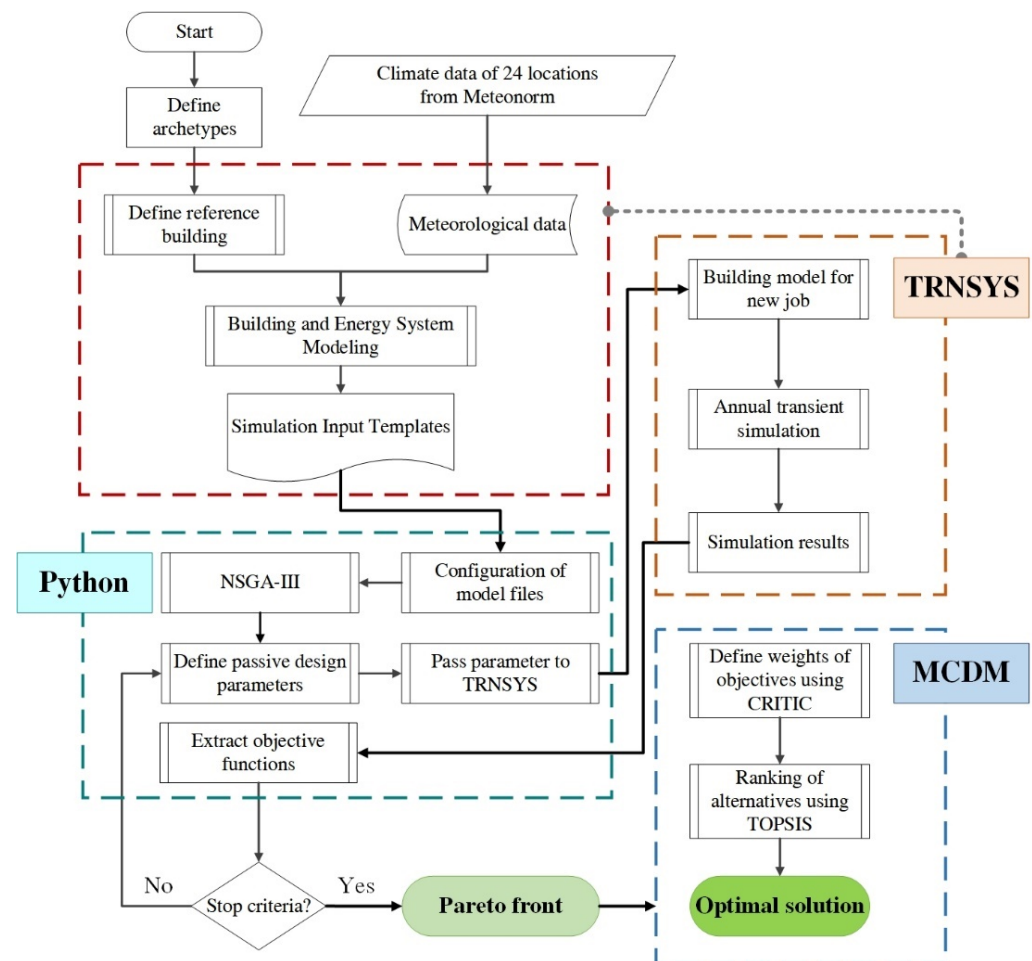 Start
Climate data of 24 locations
from Meteonorm
Define
archetypes
Define reference
building
Meteorological data
Building and Energy System
Modeling
Simulation Input Templates
Building model for
new job
TRNSYS
Annual transient
simulation
Simulation results
Python
NSGA-III
Configuration of
model files
Define passive design
parameters
Pass parameter to
TRNSYS
Extract objective
functions
Define weights of
objectives using
CRITIC
MCDM
Ranking of
alternatives using
TOPSIS
No
Stop criteria?
Yes
Pareto front
Optimal solution